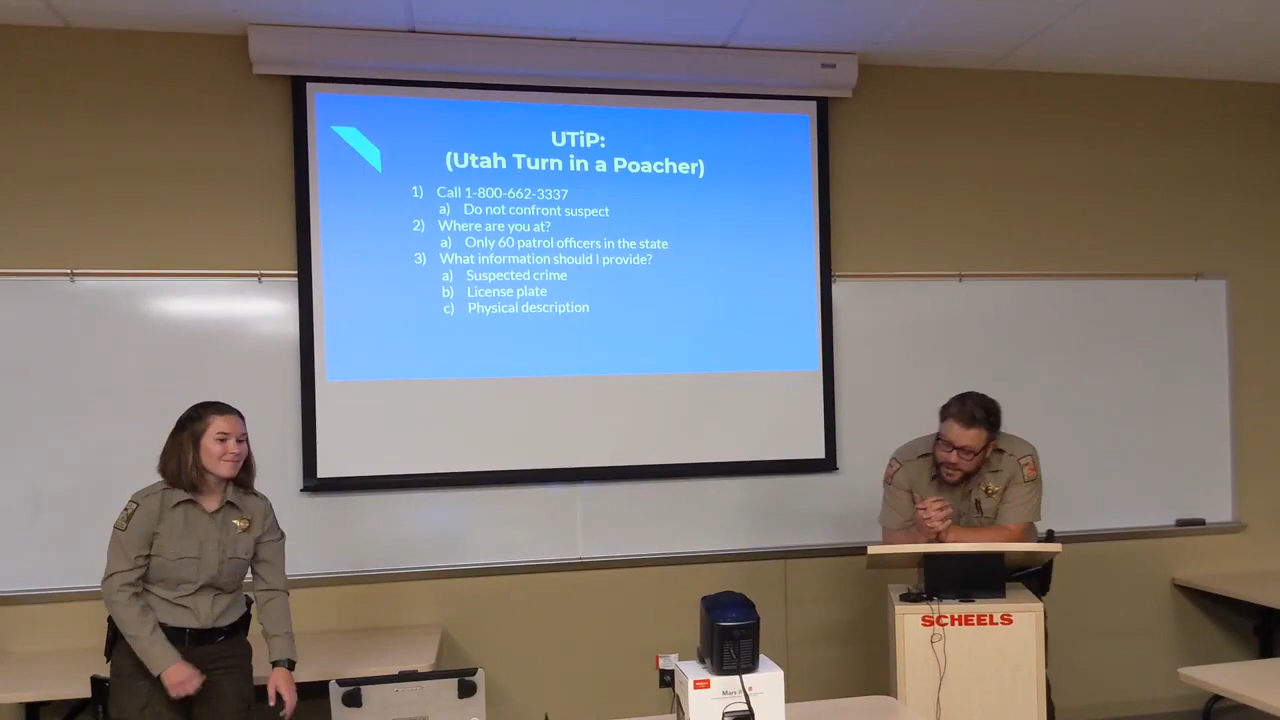 UTiP:
(Utah Turn in a Poacher)
1) Call 1-800-662-3337
a) Do not confront suspect
2) Where are you at?
a) Only 60 patrol officers in the state
3) What information should I provide?
a) Suspected crime
b) License plate
c) Physical description
SCHEELS
Mars II